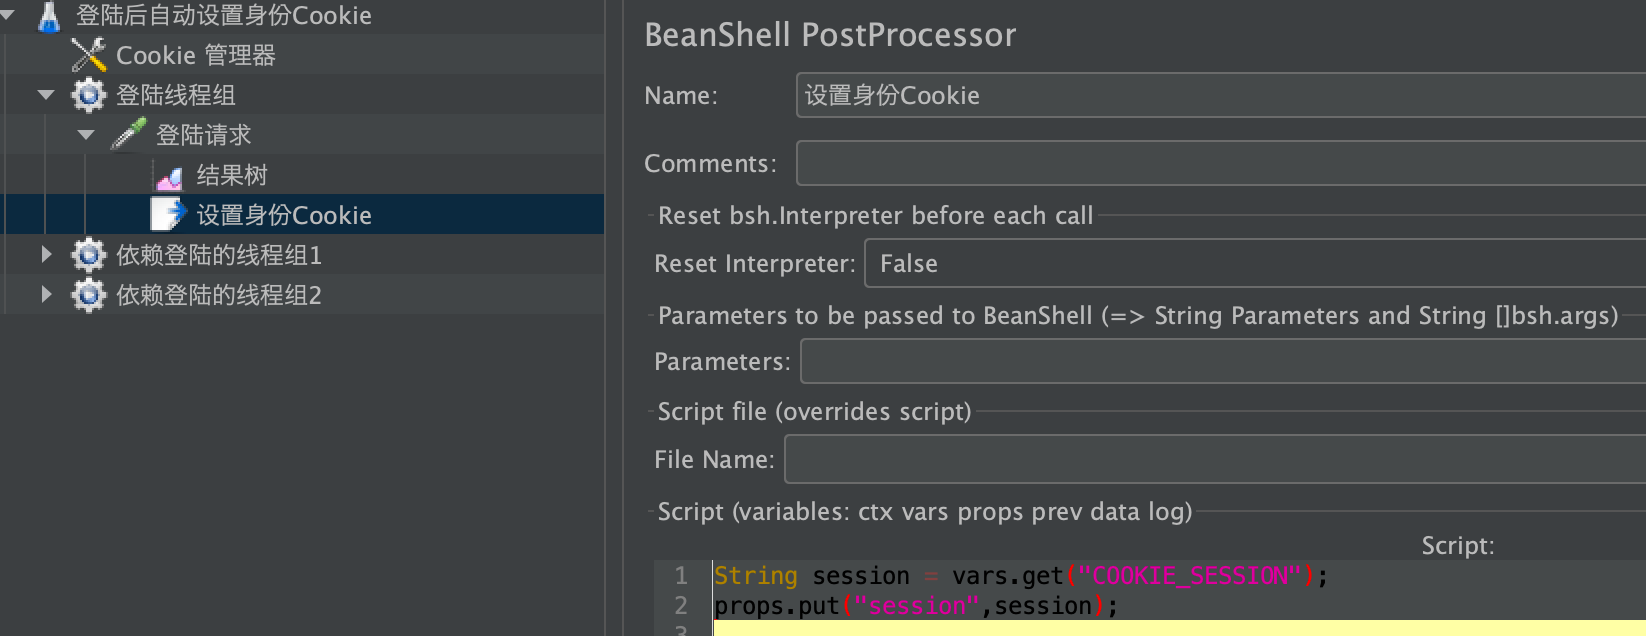 登陆后自动设置身份Cookie
Cookie 管理器
登陆线程组
登陆请求
结果树
设置身份Cookie
依赖登陆的线程组1
依赖登陆的线程组2
BeanShell PostProcessor
Name: 设置身份Cookie
Comments:
Reset bsh.Interpreter before each call
Reset Interpreter: False
Parameters to be passed to BeanShell (=> String Parameters and String []bsh.args)
Parameters:
Script file (overrides script)
File Name:
Script (variables: ctx vars props prev data log)
Script:
1 String session = vars.get("COOKIE_SESSION");
2 props.put("session",session);
3